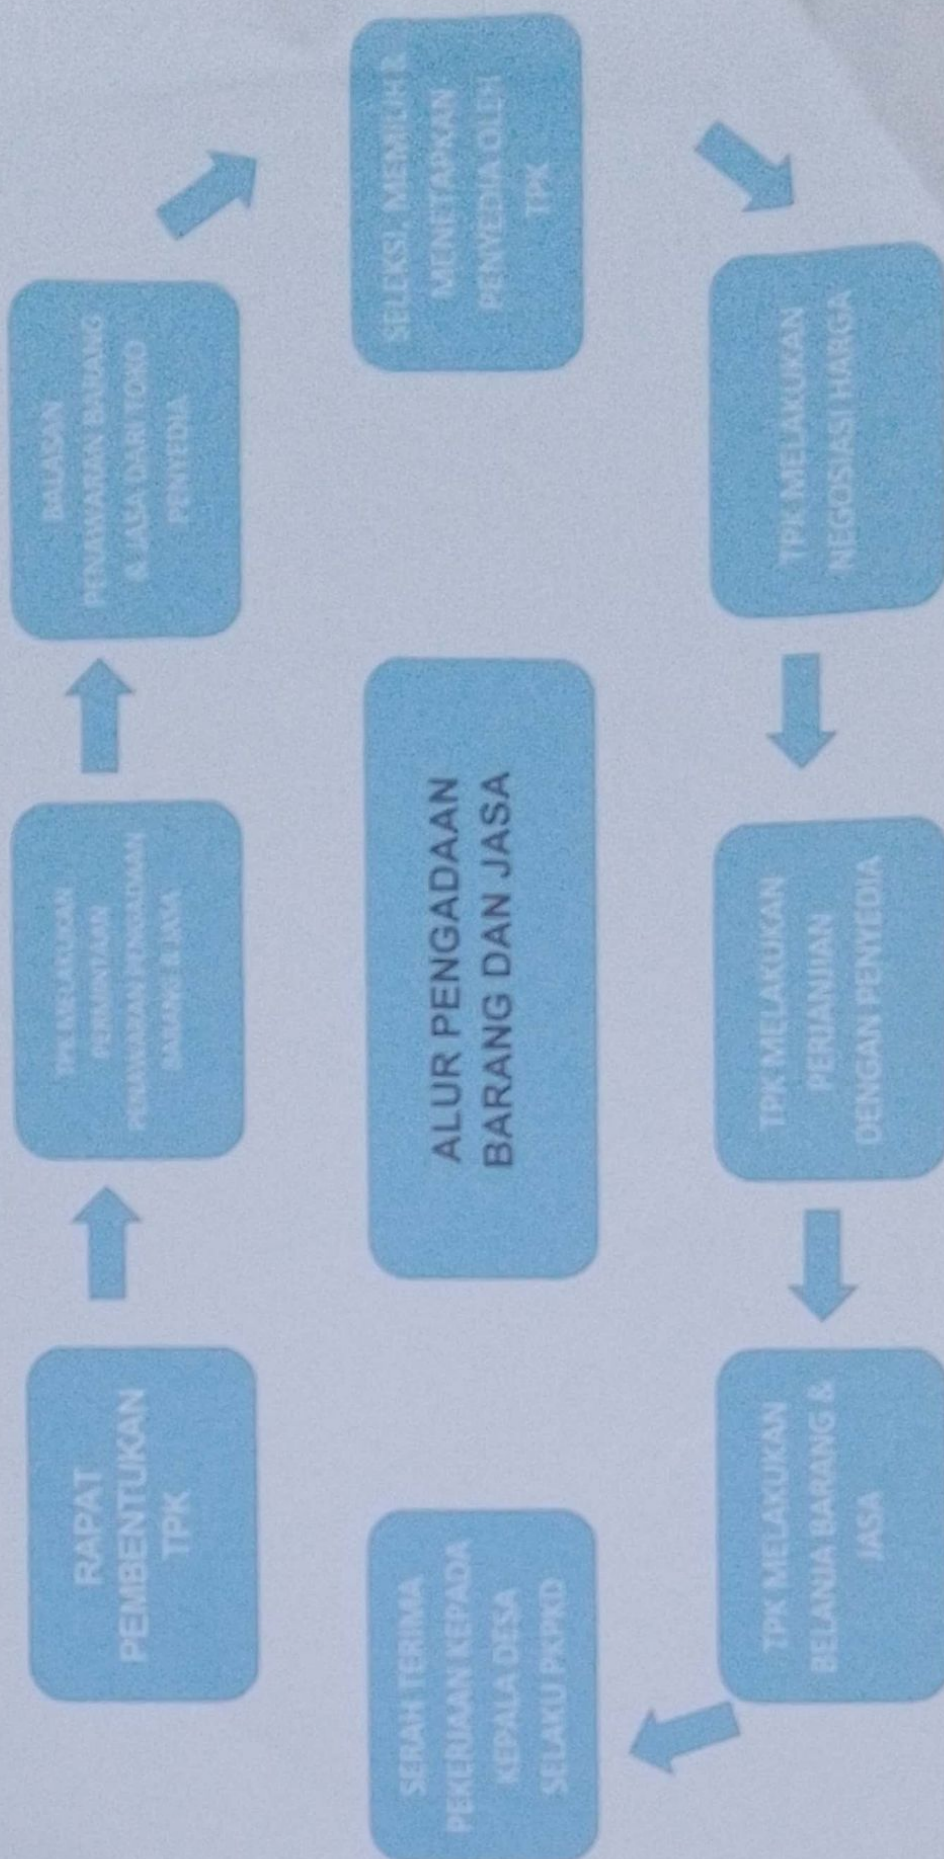 RAPAT
PEMBENTUKAN
TPK
TPK MELAKUKAN
PERMINTAAN
PENAWARAN PENGADAAN
BARANG & JASA
BALASAN
PENAWARAN BARANG
& JASA DARI TOKO
PENYEDIA
SELEKSI, MEMILIH &
MENETAPKAN
PENYEDIA OLEH
TPK
TPK MELAKUKAN
NEGOSIASI HARGA
TPK MELAKUKAN
PERJANJIAN
DENGAN PENYEDIA
TPK MELAKUKAN
BELANJA BARANG &
JASA
SERAH TERIMA
PEKERJAAN KEPADA
KEPALA DESA
SELAKU PKPKD
ALUR PENGADAAN
BARANG DAN JASA